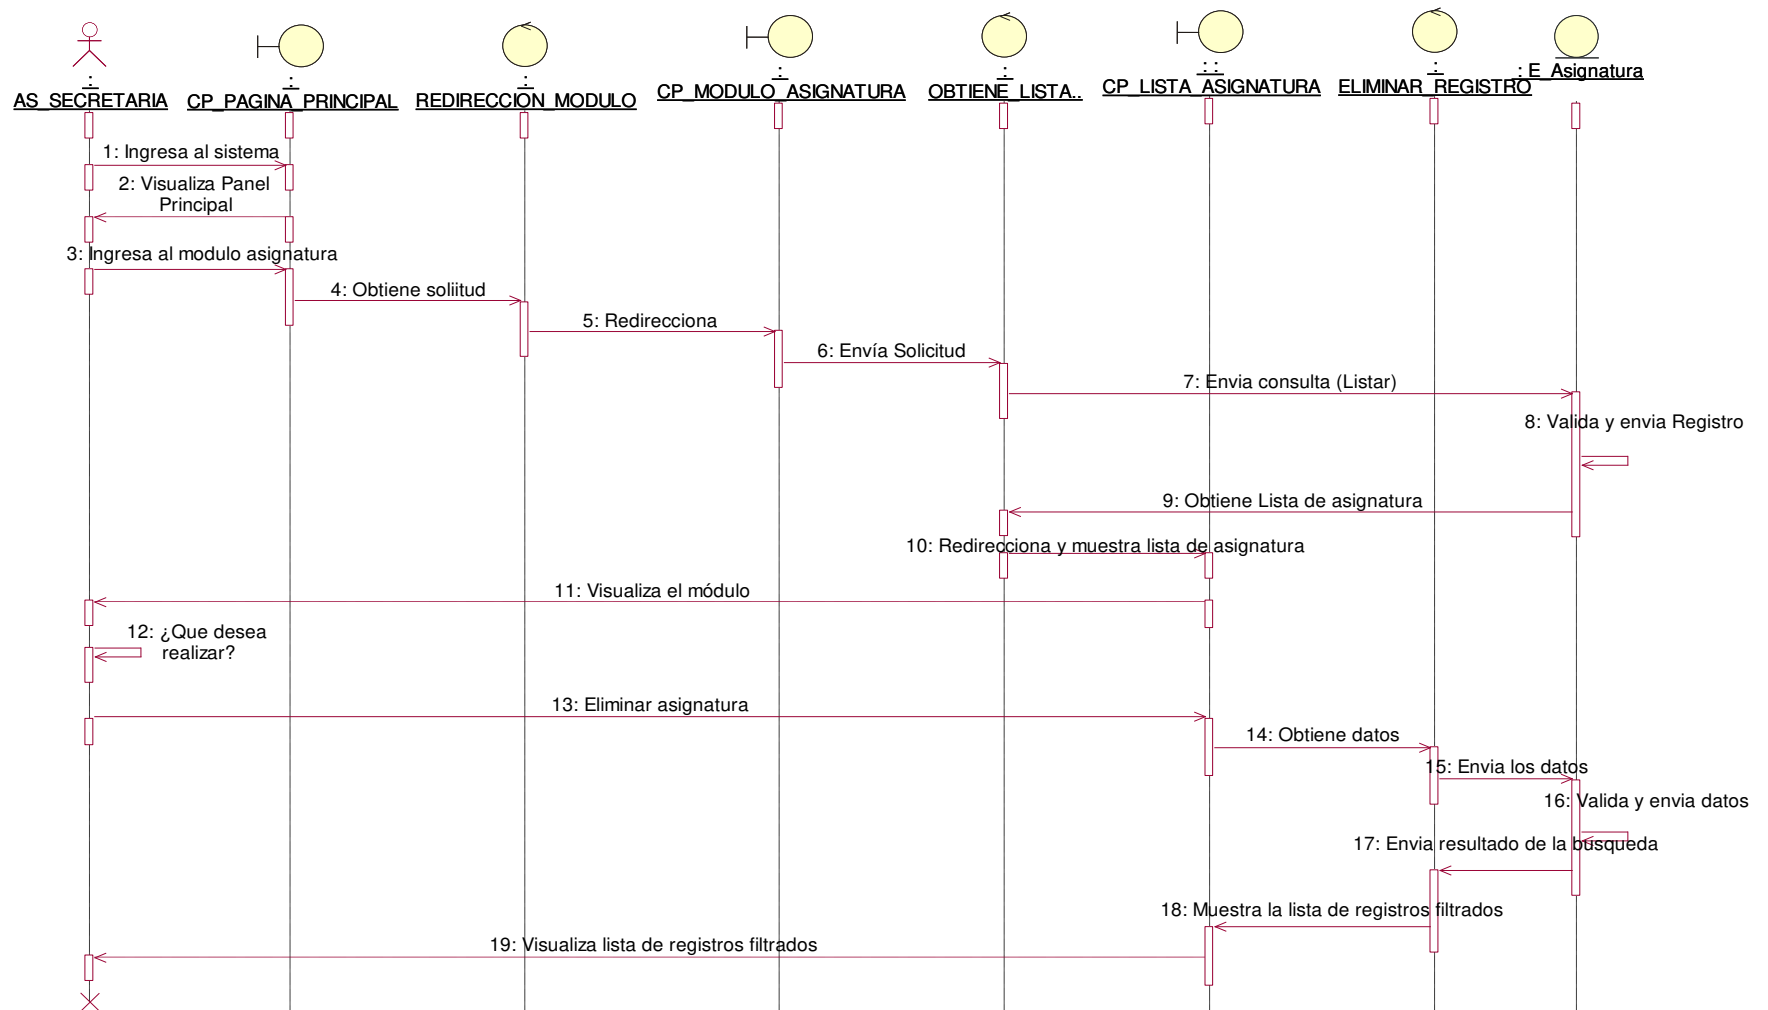 :
AS_SECRETARIA
:
CP_PAGINA_PRINCIPAL
:
REDIRECCION_MODULO
:
CP_MODULO_ASIGNATURA
:
OBTIENE_LISTA..
: :
CP_LISTA_ASIGNATURA
:
ELIMINAR_REGISTRO
: E_Asignatura
1: Ingresa al sistema
2: Visualiza Panel
Principal
3: Ingresa al modulo asignatura
4: Obtiene soliitud
5: Redirecciona
6: Envía Solicitud
7: Envia consulta (Listar)
8: Valida y envia Registro
9: Obtiene Lista de asignatura
10: Redirecciona y muestra lista de asignatura
11: Visualiza el módulo
12: ¿Que desea
realizar?
13: Eliminar asignatura
14: Obtiene datos
15: Envia los datos
16: Valida y envia datos
17: Envia resultado de la busqueda
18: Muestra la lista de registros filtrados
19: Visualiza lista de registros filtrados